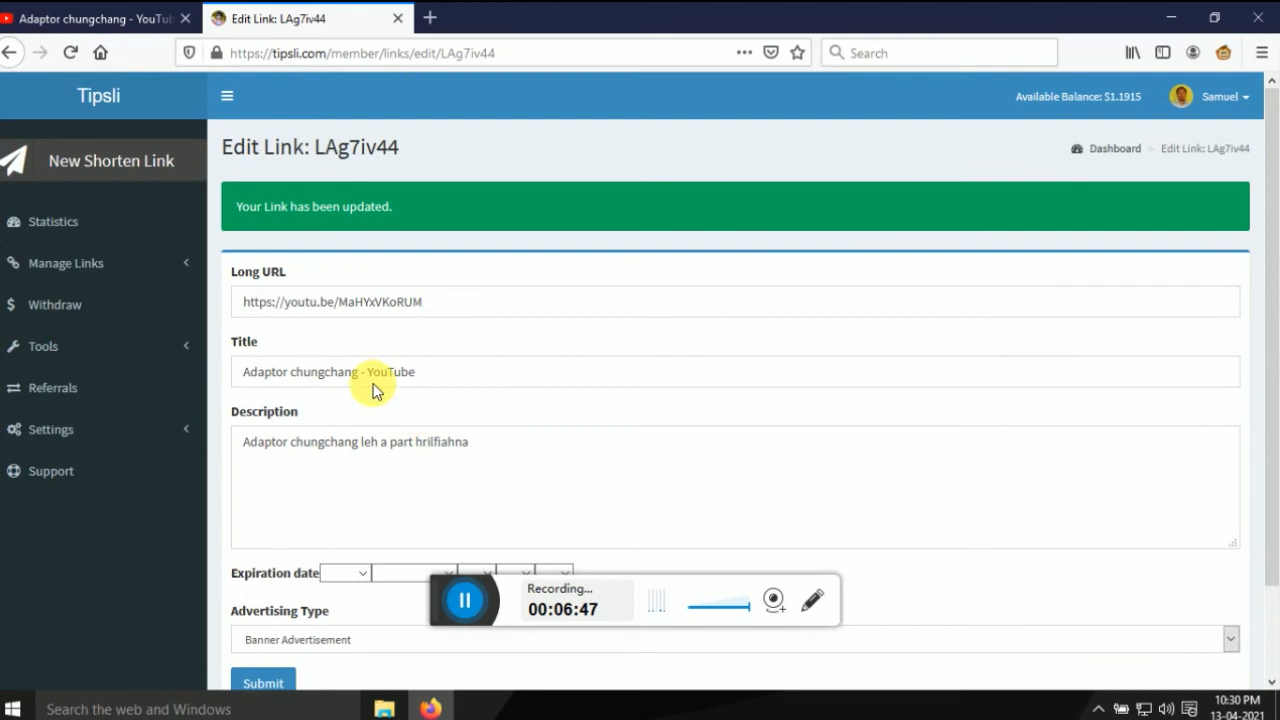 Adaptor chungchang - YouTub
Edit Link: LAg7iv44
https://tipsli.com/member/links/edit/LAg7iv44
Search
Tipsli
Available Balance: $1.1915
Samuel
New Shorten Link
Edit Link: LAg7iv44
Dashboard > Edit Link: LAg7iv44
Your Link has been updated.
Statistics
Manage Links
Withdraw
Tools
Referrals
Settings
Support
Long URL
https://youtu.be/MaHYxVKoRUM
Title
Adaptor chungchang - YouTube
Description
Adaptor chungchang leh a part hrilfiahna
Expiration date
Recording...
00:06:47
Advertising Type
Banner Advertisement
Submit
Search the web and Windows
10:30 PM
13-04-2021